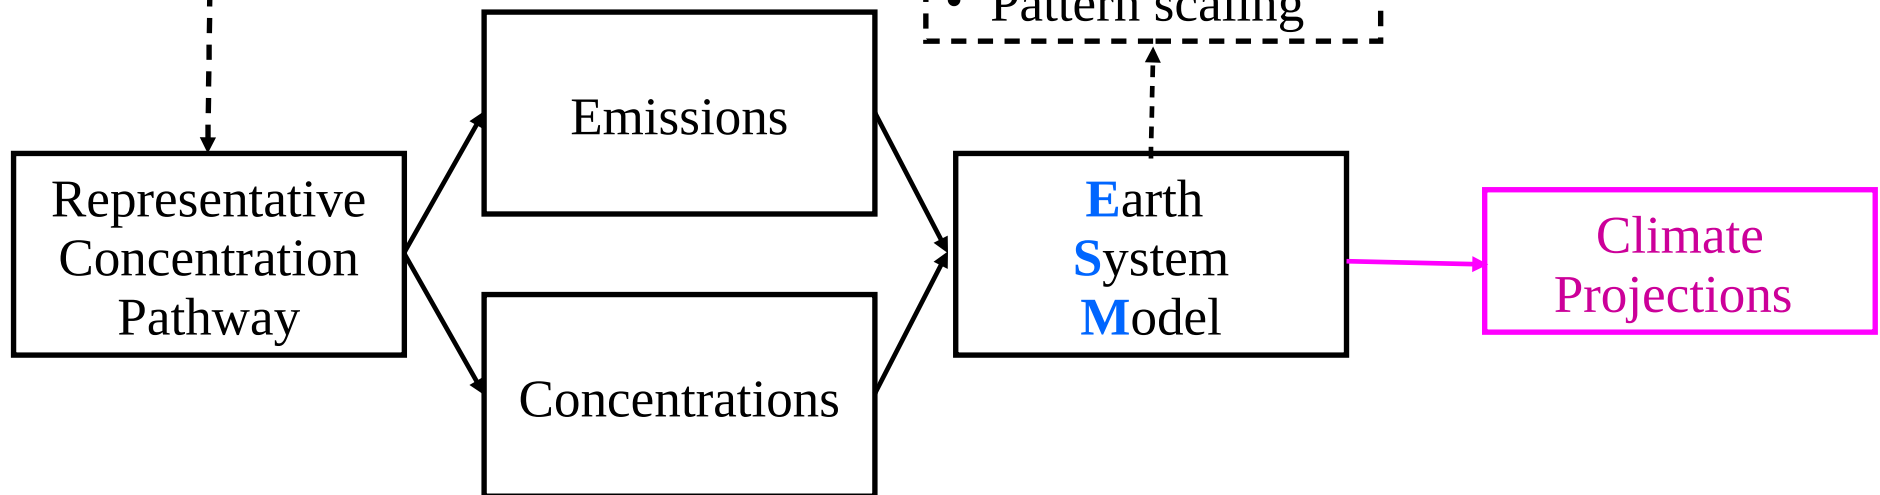 • Pattern scaling
Emissions
Representative
Concentration
Pathway
Concentrations
Earth
System
Model
Climate
Projections